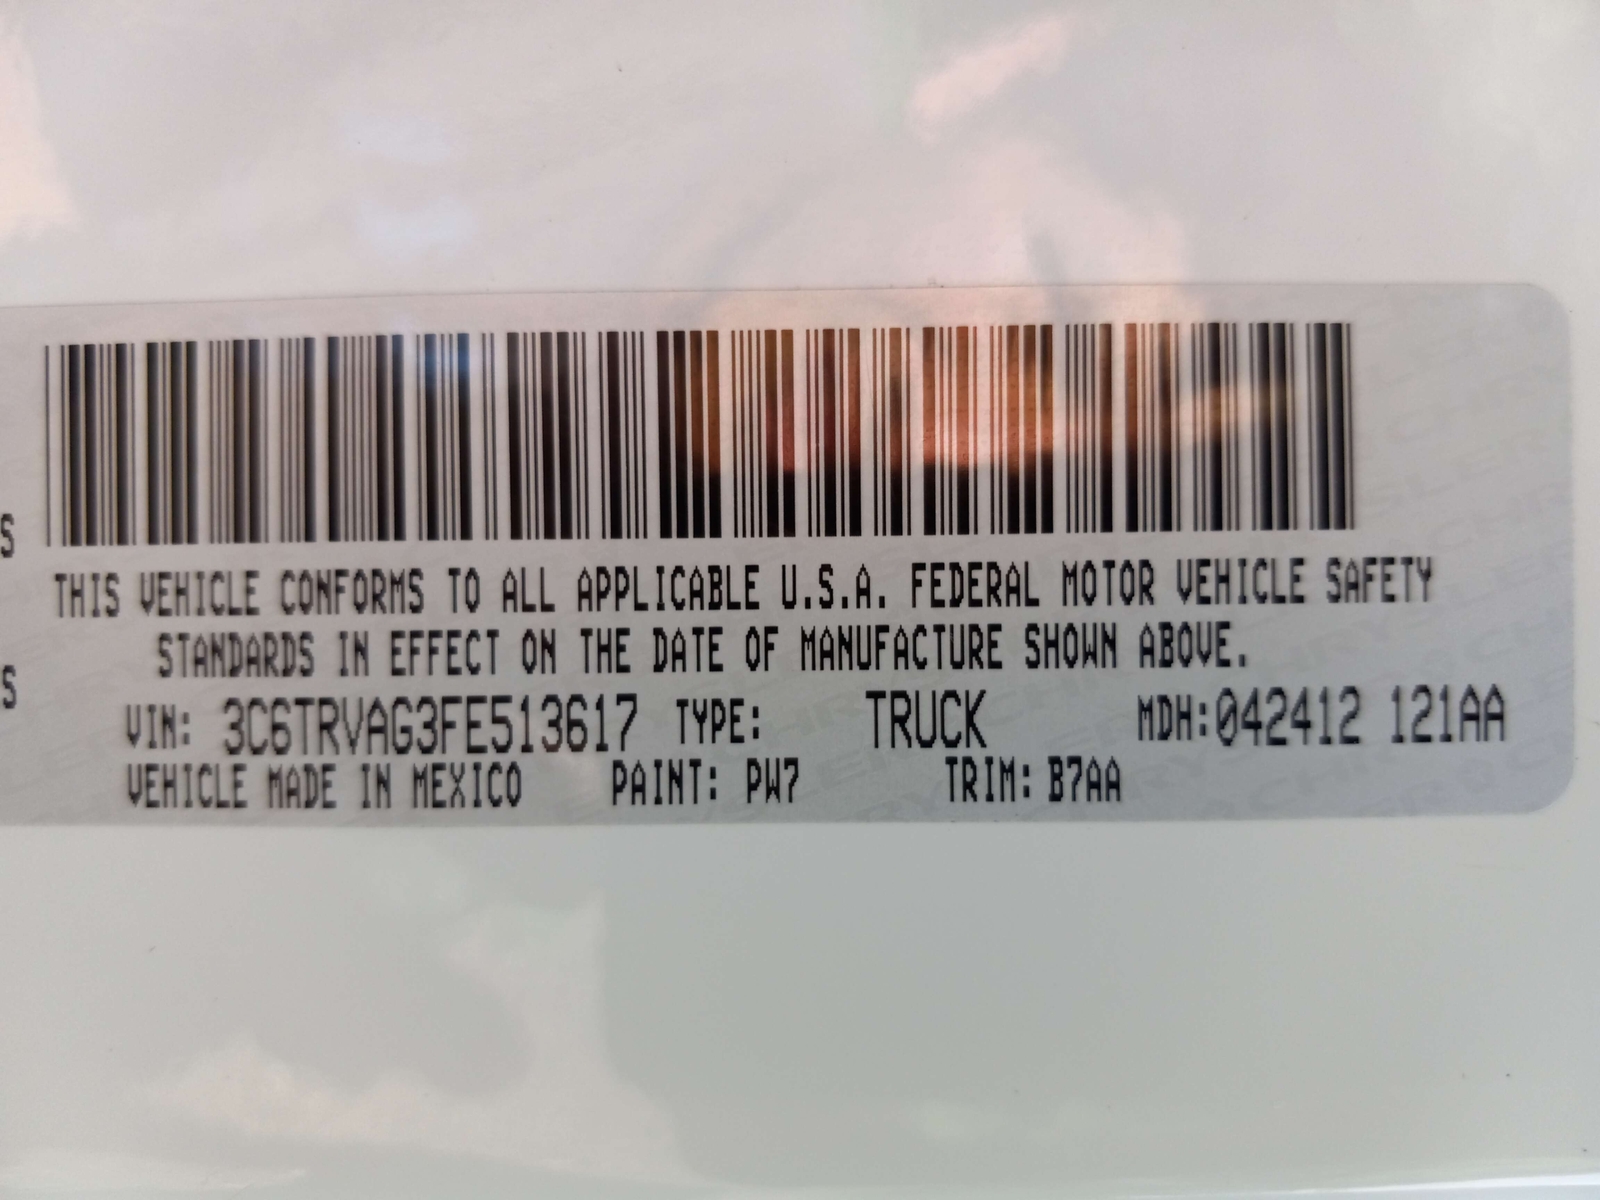 S
THIS VEHICLE CONFORMS TO ALL APPLICABLE U.S.A. FEDERAL MOTOR VEHICLE SAFETY
STANDARDS IN EFFECT ON THE DATE OF MANUFACTURE SHOWN ABOVE.
S
VIN: 3C6TRVAG3FE513617 TYPE: TRUCK MDH:042412 121AA
VEHICLE MADE IN MEXICO PAINT: PW7 TRIM: B7AA